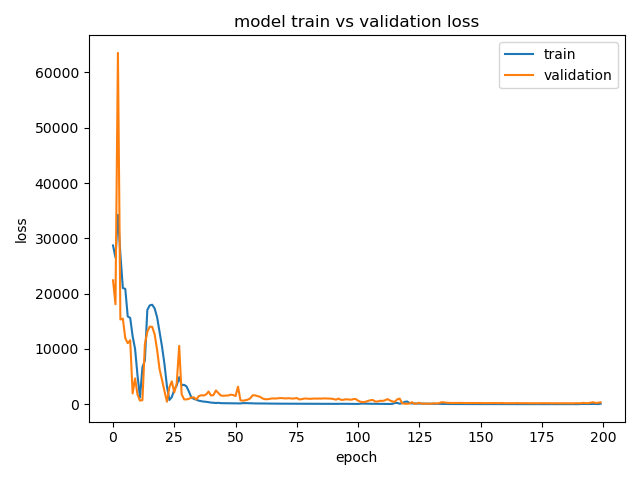 model train vs validation loss
train
validation
60000
50000
40000
30000
20000
10000
0
loss
0 25 50 75 100 125 150 175 200
epoch